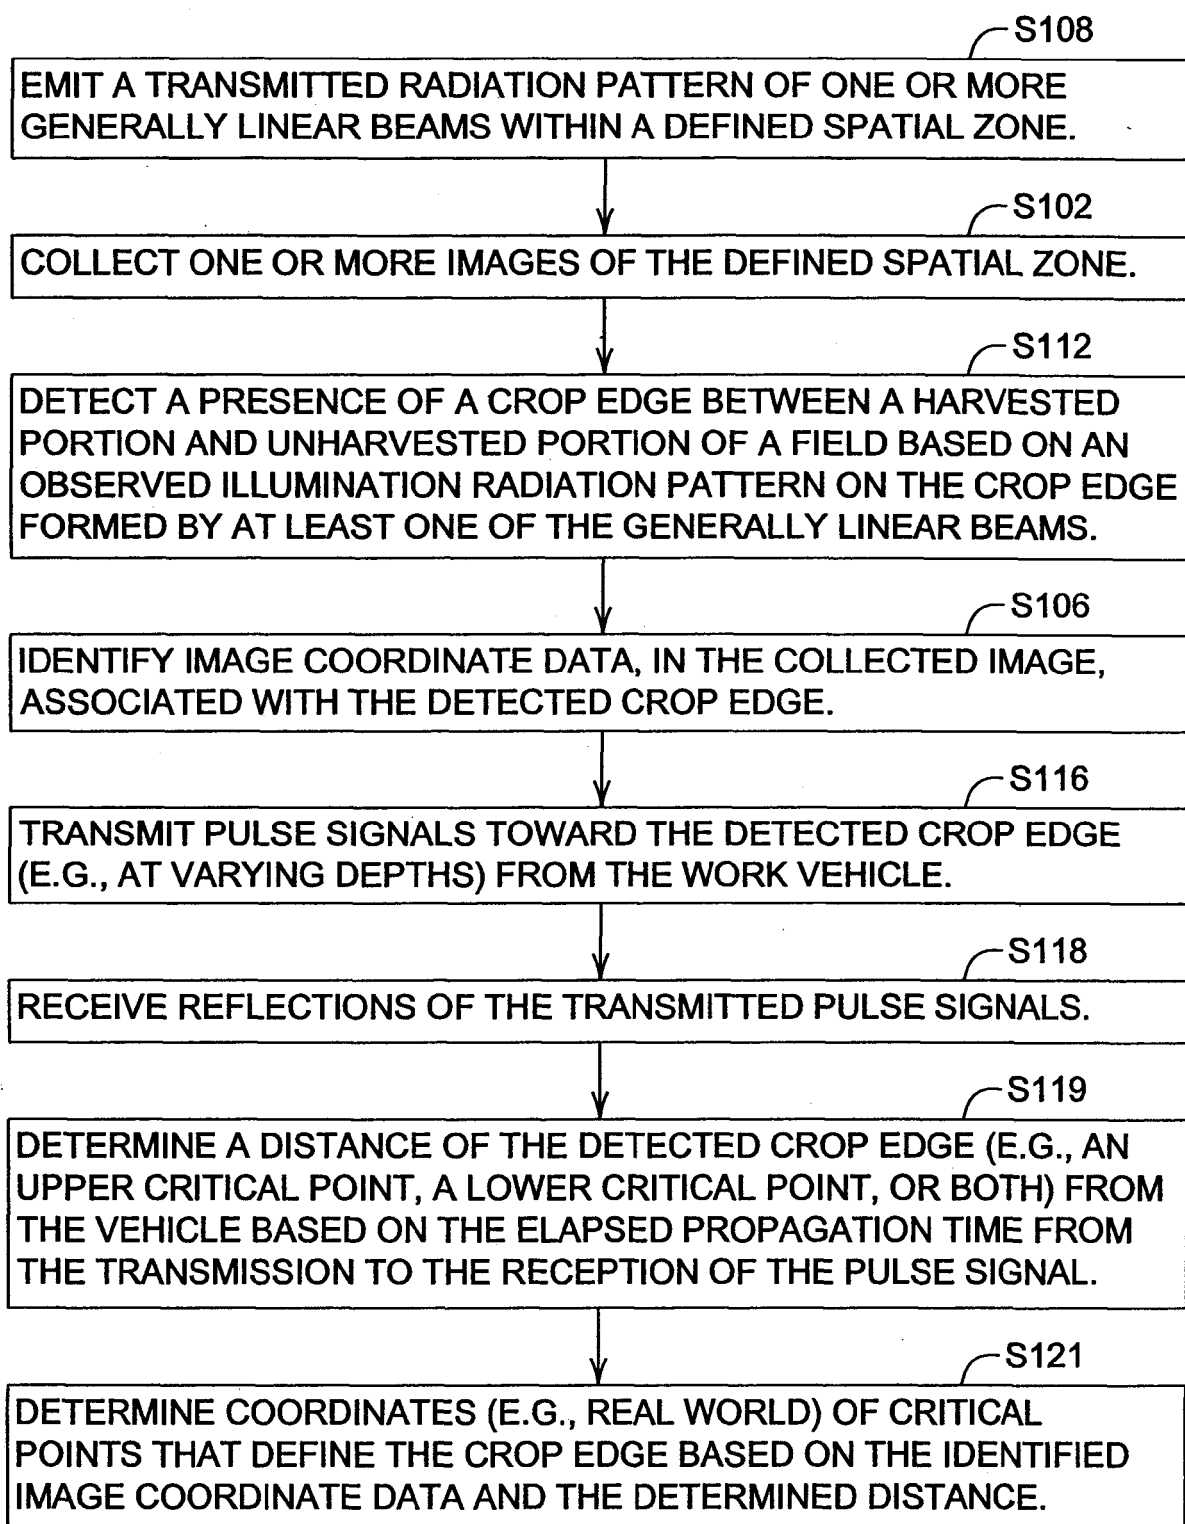 S108
EMIT A TRANSMITTED RADIATION PATTERN OF ONE OR MORE
GENERALLY LINEAR BEAMS WITHIN A DEFINED SPATIAL ZONE.
S102
COLLECT ONE OR MORE IMAGES OF THE DEFINED SPATIAL ZONE.
S112
DETECT A PRESENCE OF A CROP EDGE BETWEEN A HARVESTED
PORTION AND UNHARVESTED PORTION OF A FIELD BASED ON AN
OBSERVED ILLUMINATION RADIATION PATTERN ON THE CROP EDGE
FORMED BY AT LEAST ONE OF THE GENERALLY LINEAR BEAMS.
S106
IDENTIFY IMAGE COORDINATE DATA, IN THE COLLECTED IMAGE,
ASSOCIATED WITH THE DETECTED CROP EDGE.
S116
TRANSMIT PULSE SIGNALS TOWARD THE DETECTED CROP EDGE
(E.G., AT VARYING DEPTHS) FROM THE WORK VEHICLE.
S118
RECEIVE REFLECTIONS OF THE TRANSMITTED PULSE SIGNALS.
S119
DETERMINE A DISTANCE OF THE DETECTED CROP EDGE (E.G., AN
UPPER CRITICAL POINT, A LOWER CRITICAL POINT, OR BOTH) FROM
THE VEHICLE BASED ON THE ELAPSED PROPAGATION TIME FROM
THE TRANSMISSION TO THE RECEPTION OF THE PULSE SIGNAL.
S121
DETERMINE COORDINATES (E.G., REAL WORLD) OF CRITICAL
POINTS THAT DEFINE THE CROP EDGE BASED ON THE IDENTIFIED
IMAGE COORDINATE DATA AND THE DETERMINED DISTANCE.